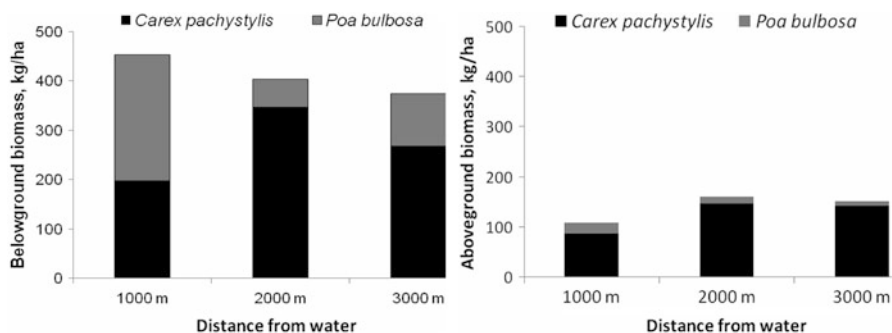 Carex pachystylis Poa bulbosa
Belowground biomass, kg/ha
500
400
300
200
100
0
1000 m 2000 m 3000 m
Distance from water
Carex pachystylis Poa bulbosa
Aboveground biomass, kg/ha
500
400
300
200
100
0
1000 m 2000 m 3000 m
Distance from water